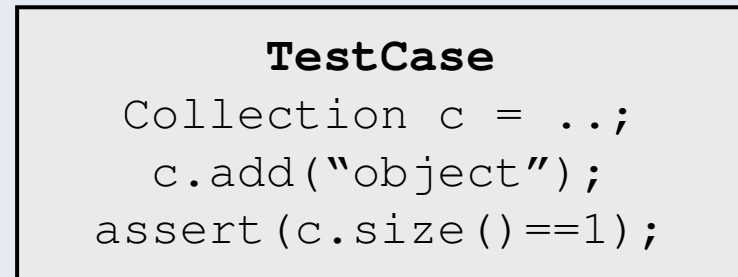 TestCase
Collection c = ..;
c.add(“object”);
assert(c.size()==1);